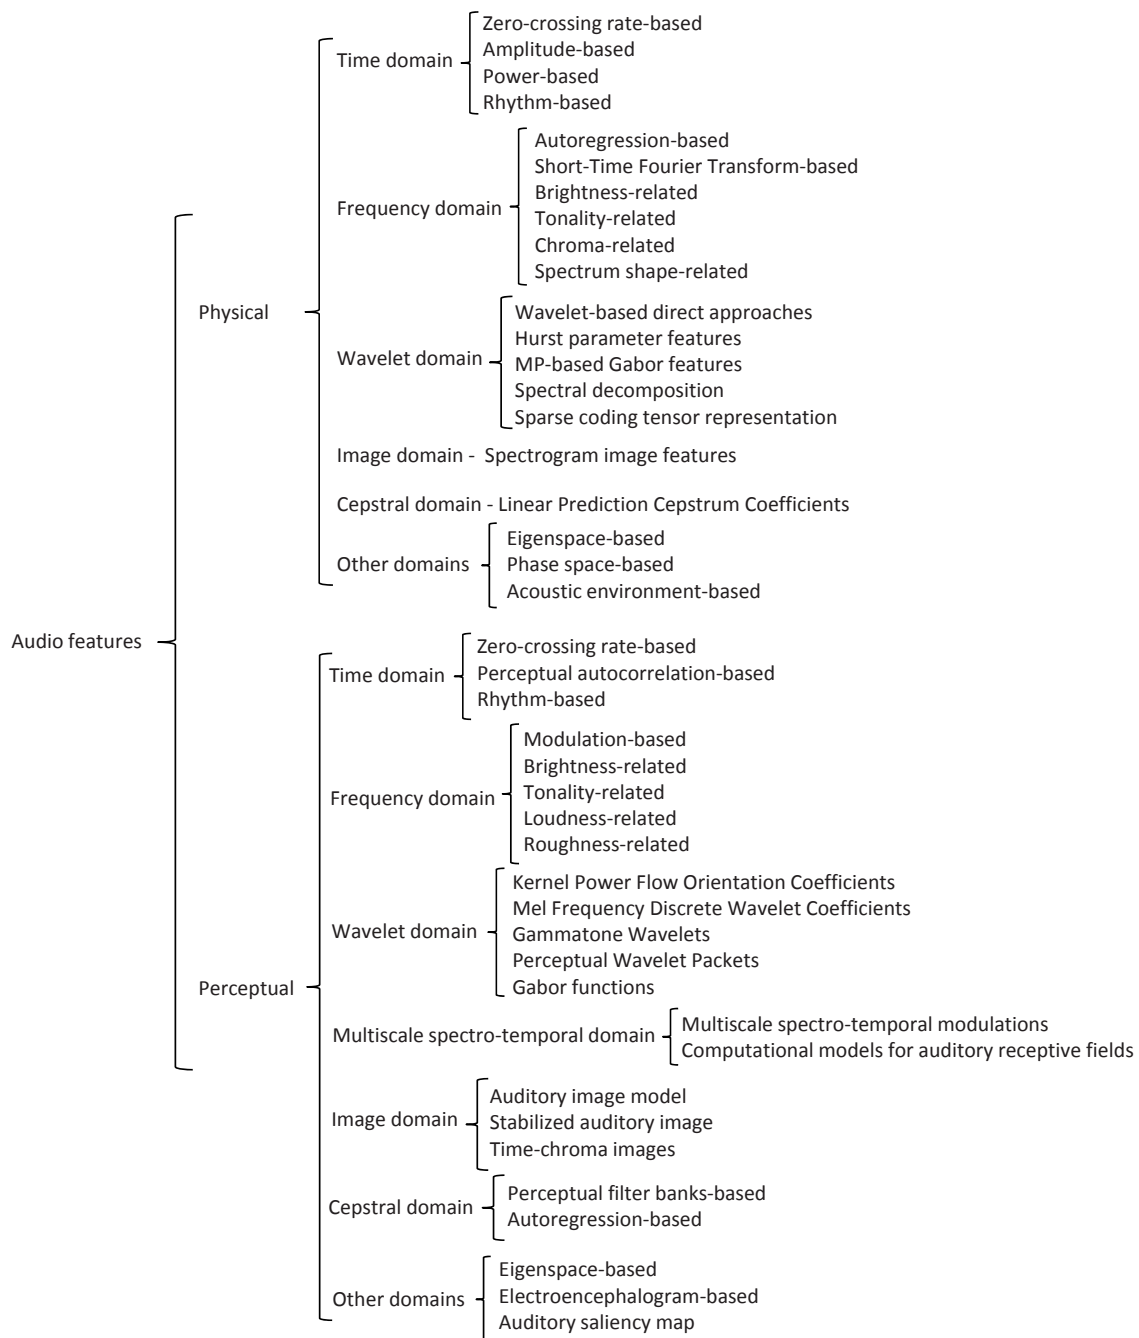 Audio features
Physical
Time domain
Zero-crossing rate-based
Amplitude-based
Power-based
Rhythm-based
Frequency domain
Autoregression-based
Short-Time Fourier Transform-based
Brightness-related
Tonality-related
Chroma-related
Spectrum shape-related
Wavelet domain
Wavelet-based direct approaches
Hurst parameter features
MP-based Gabor features
Spectral decomposition
Sparse coding tensor representation
Image domain - Spectrogram image features
Cepstral domain - Linear Prediction Cepstrum Coefficients
Other domains
Eigenspace-based
Phase space-based
Acoustic environment-based
Perceptual
Time domain
Zero-crossing rate-based
Perceptual autocorrelation-based
Rhythm-based
Frequency domain
Modulation-based
Brightness-related
Tonality-related
Loudness-related
Roughness-related
Wavelet domain
Kernel Power Flow Orientation Coefficients
Mel Frequency Discrete Wavelet Coefficients
Gammatone Wavelets
Perceptual Wavelet Packets
Gabor functions
Multiscale spectro-temporal domain
Multiscale spectro-temporal modulations
Computational models for auditory receptive fields
Image domain
Auditory image model
Stabilized auditory image
Time-chroma images
Cepstral domain
Perceptual filter banks-based
Autoregression-based
Other domains
Eigenspace-based
Electroencephalogram-based
Auditory saliency map